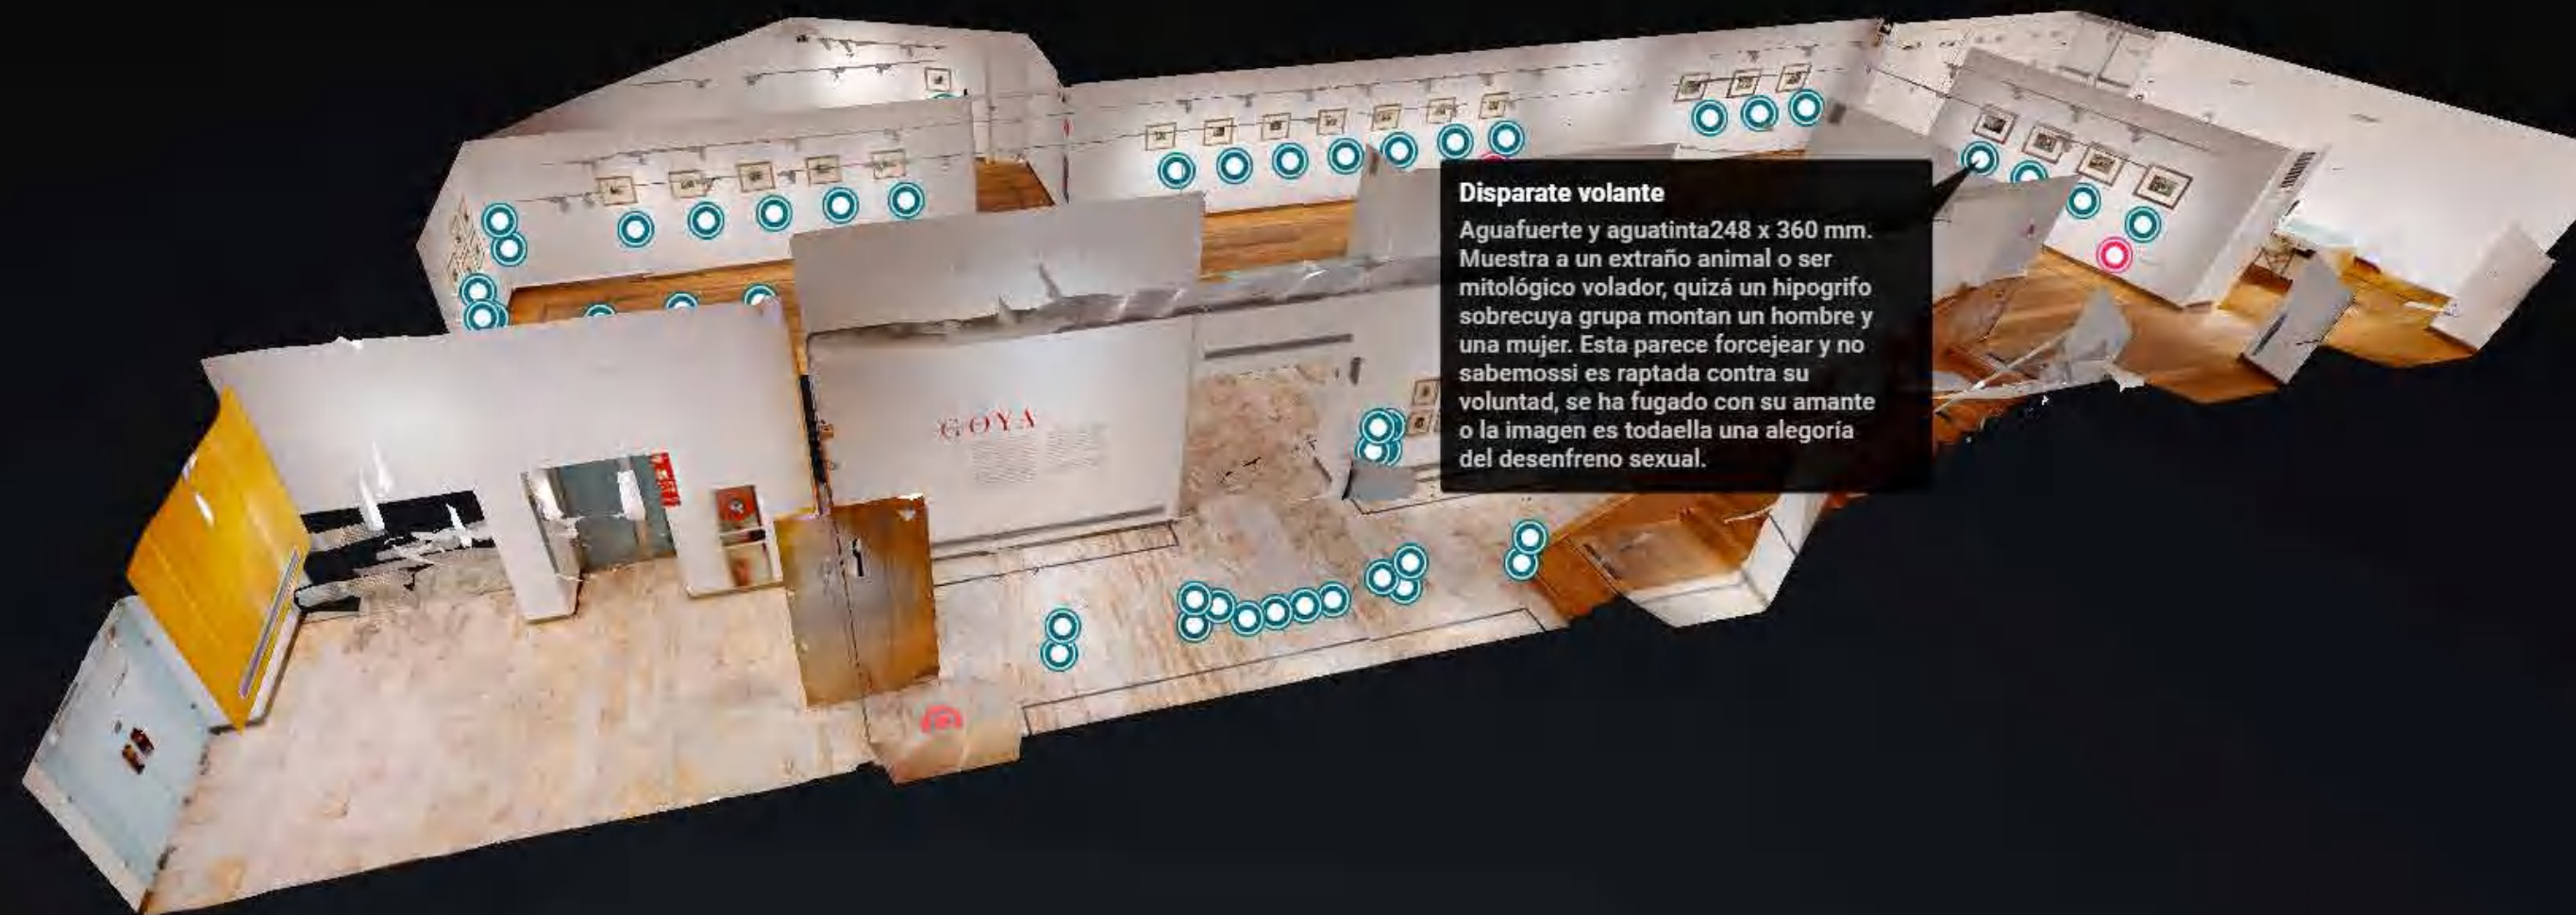 Disparate volante
Aguafuerte y aguatinta248 x 360 mm.
Muestra a un extraño animal o ser
mitológico volador, quizá un hipogrifo
sobrecuya grupa montan un hombre y
una mujer. Esta parece forcejear y no
sabemossi es raptada contra su
voluntad, se ha fugado con su amante
o la imagen es todaella una alegoría
del desenfreno sexual.
GOYA